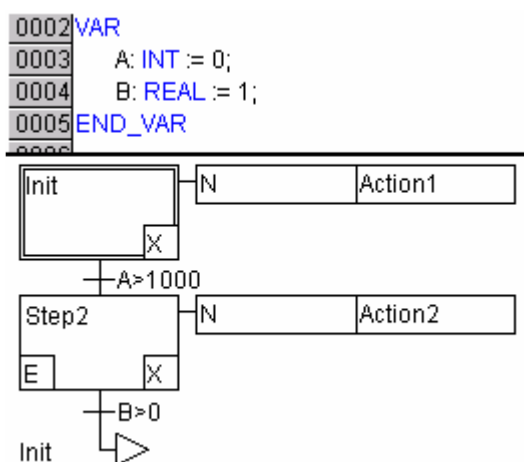 0002 VAR
0003 A: INT := 0;
0004 B: REAL := 1;
0005 END_VAR
Init N Action1
X
A>1000
Step2 N Action2
E X
B>0
Init